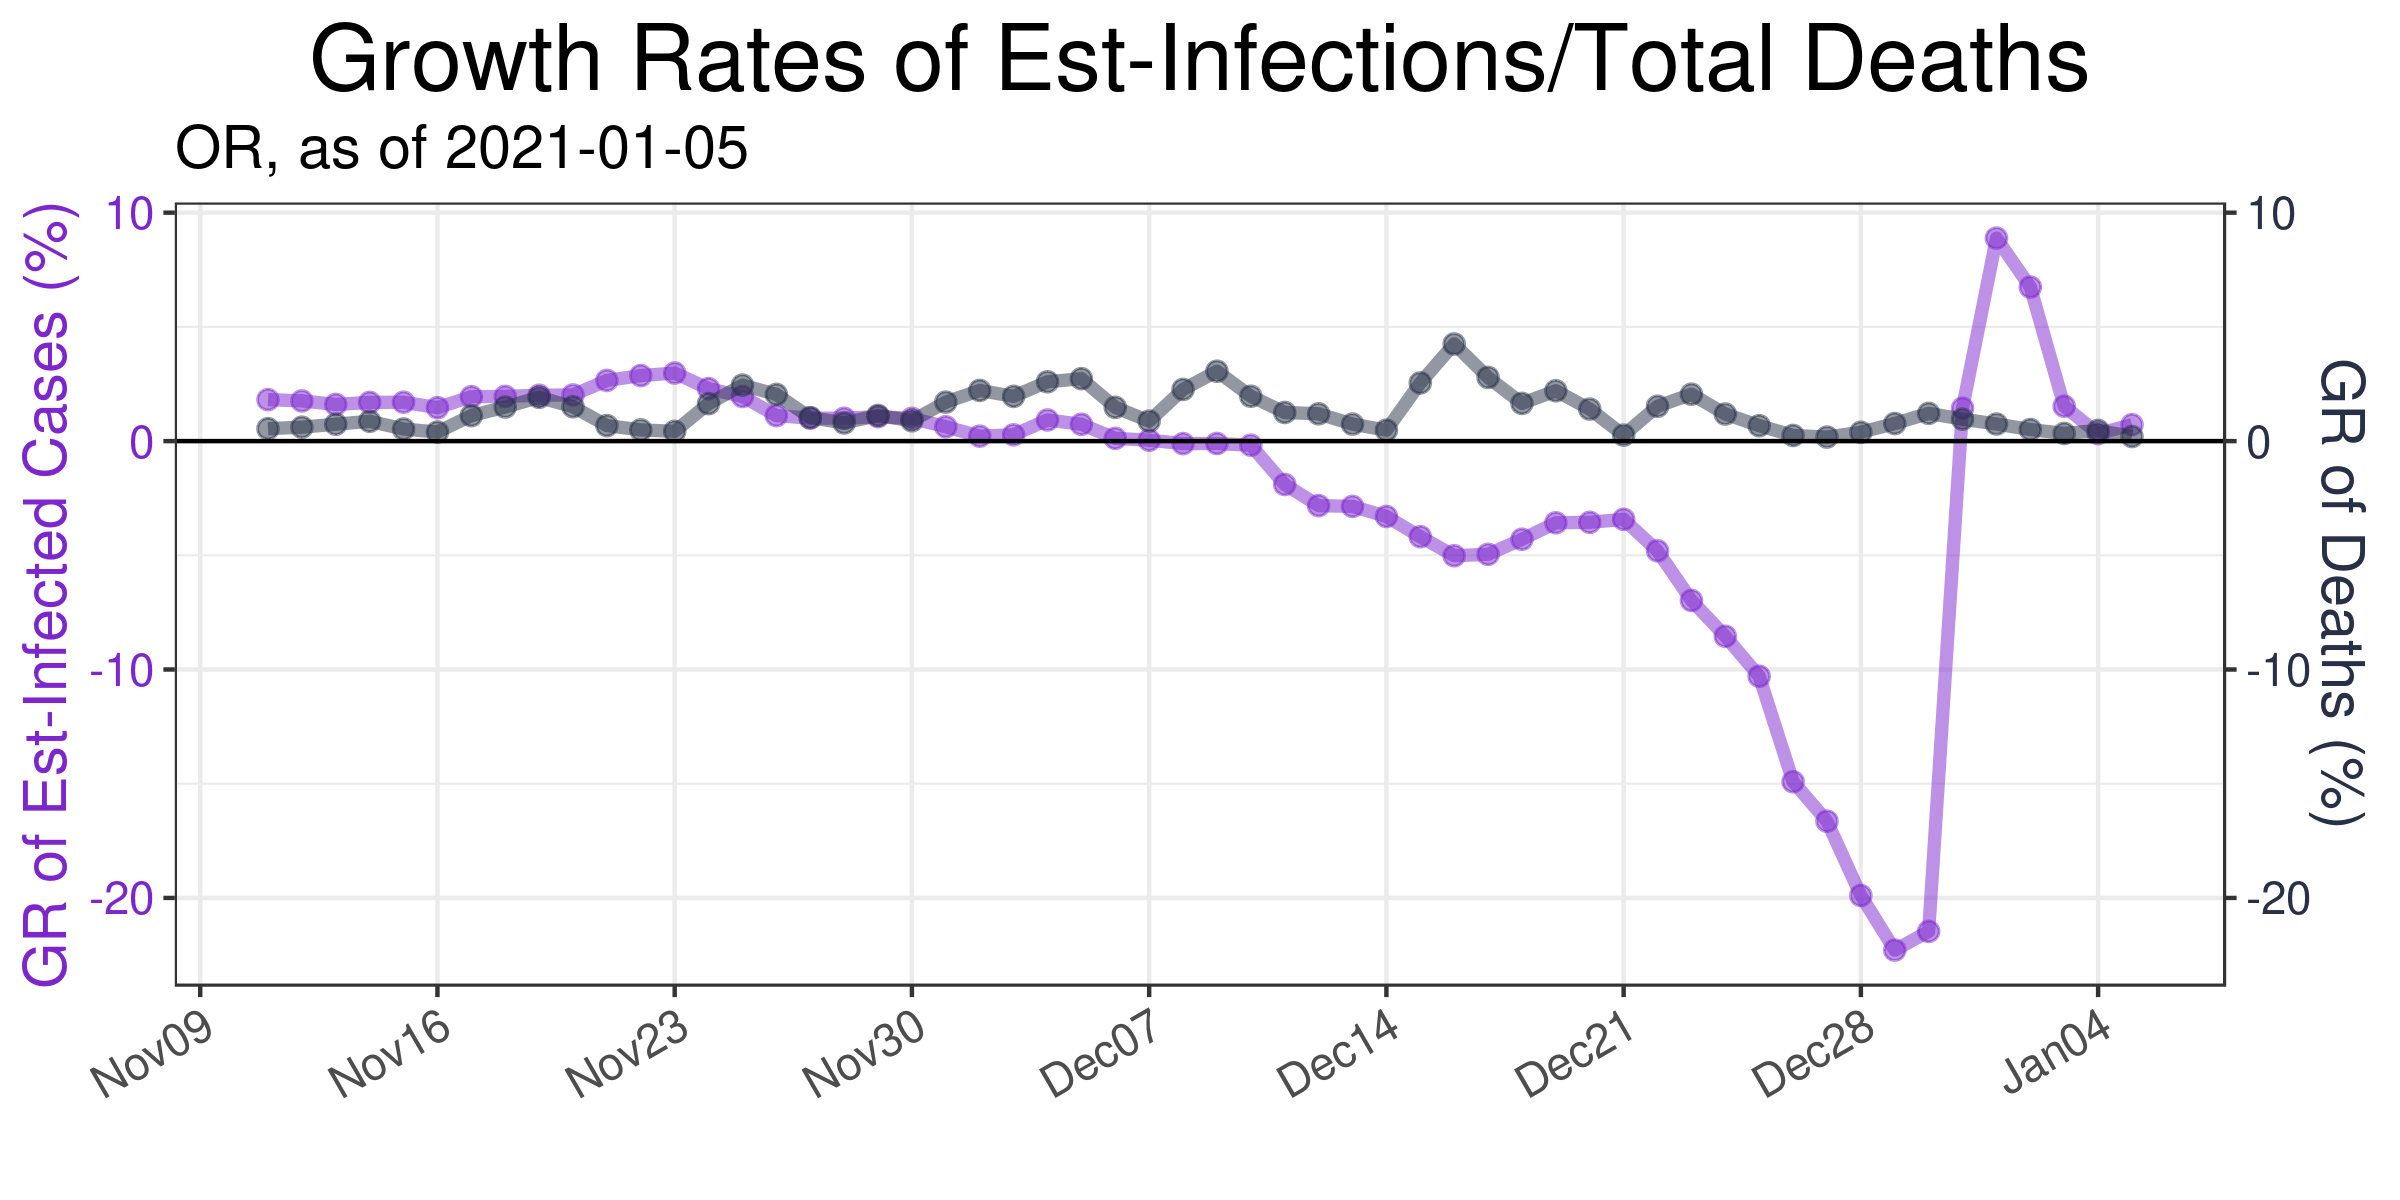 Growth Rates of Est-Infections/Total Deaths
OR, as of 2021-01-05
GR of Est-Infected Cases (%)
10
0
-10
-20
10
0
-10
-20
GR of Deaths (%)
Nov09
Nov16
Nov23
Nov30
Dec07
Dec14
Dec21
Dec28
Jan04